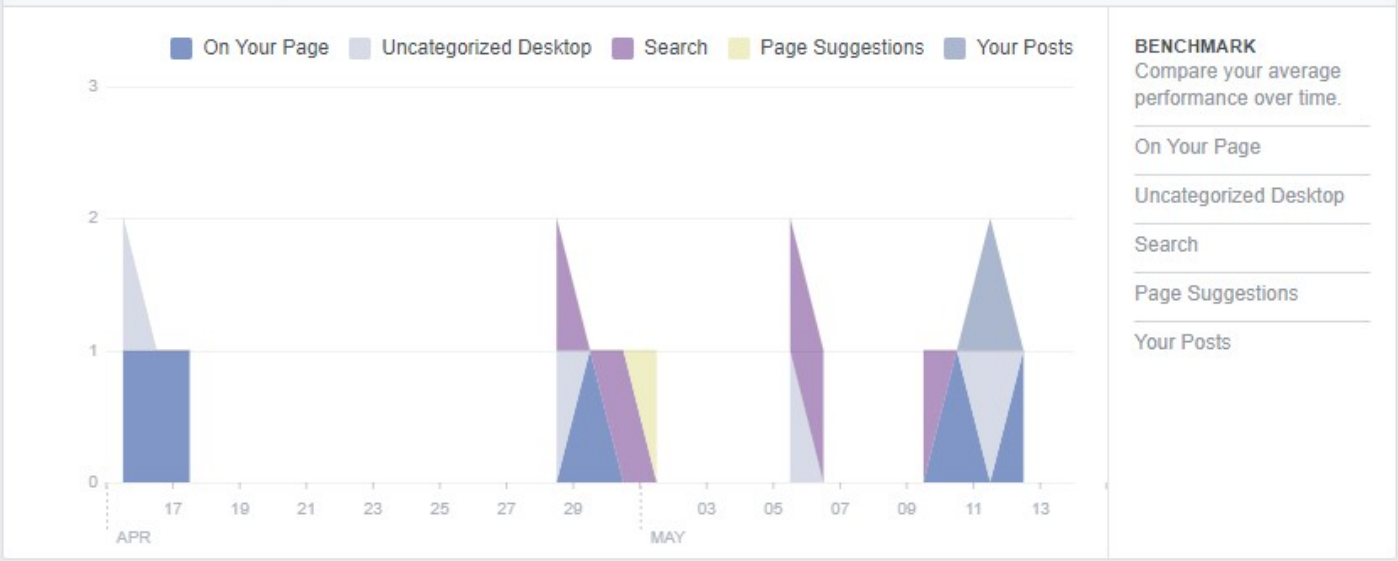 On Your Page Uncategorized Desktop Search Page Suggestions Your Posts
3
2
1
0
17 19 21 23 25 27 29 03 05 07 09 11 13
APR MAY
BENCHMARK
Compare your average
performance over time.
On Your Page
Uncategorized Desktop
Search
Page Suggestions
Your Posts